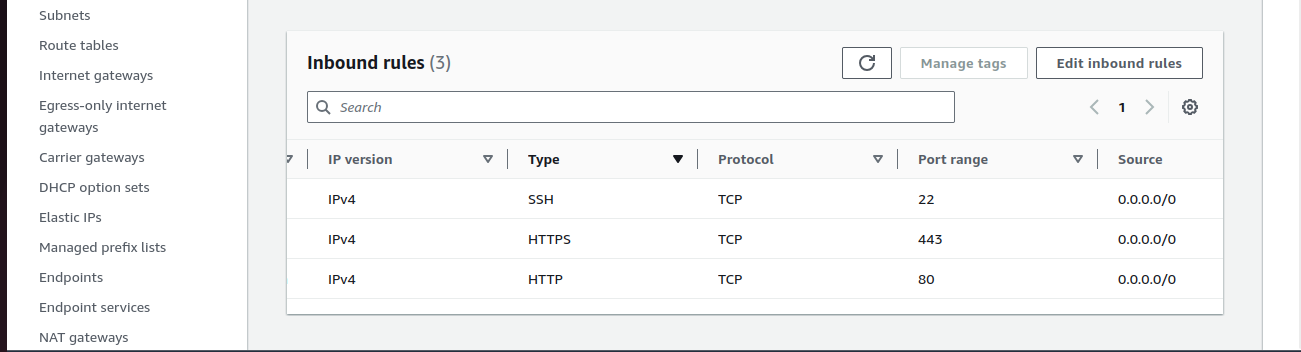 Subnets
Route tables
Internet gateways
Egress-only internet
gateways
Carrier gateways
DHCP option sets
Elastic IPs
Managed prefix lists
Endpoints
Endpoint services
NAT gateways
Inbound rules (3)
Manage tags
Edit inbound rules
Search
1
IP version Type Protocol Port range Source
IPv4 SSH TCP 22 0.0.0.0/0
IPv4 HTTPS TCP 443 0.0.0.0/0
IPv4 HTTP TCP 80 0.0.0.0/0